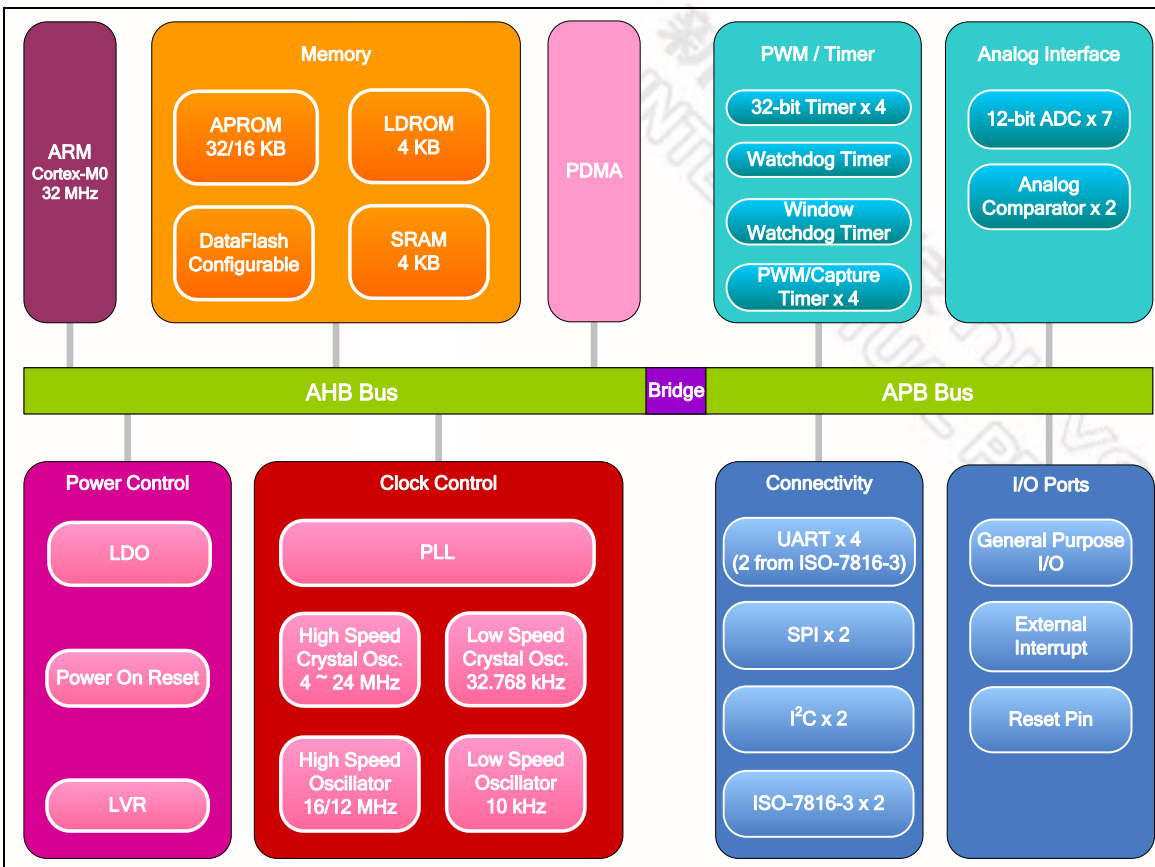 ARM
Cortex-M0
32 MHz
Memory
APROM
32/16 KB
LDROM
4 KB
DataFlash
Configurable
SRAM
4 KB
PDMA
PWM / Timer
32-bit Timer x 4
Watchdog Timer
Window
Watchdog Timer
PWM/Capture
Timer x 4
Analog Interface
12-bit ADC x 7
Analog
Comparator x 2
AHB Bus
Bridge
APB Bus
Power Control
LDO
Power On Reset
LVR
Clock Control
PLL
High Speed
Crystal Osc.
4 ~ 24 MHz
Low Speed
Crystal Osc.
32.768 kHz
High Speed
Oscillator
16/12 MHz
Low Speed
Oscillator
10 kHz
Connectivity
UART x 4
(2 from ISO-7816-3)
SPI x 2
I²C x 2
ISO-7816-3 x 2
I/O Ports
General Purpose
I/O
External
Interrupt
Reset Pin